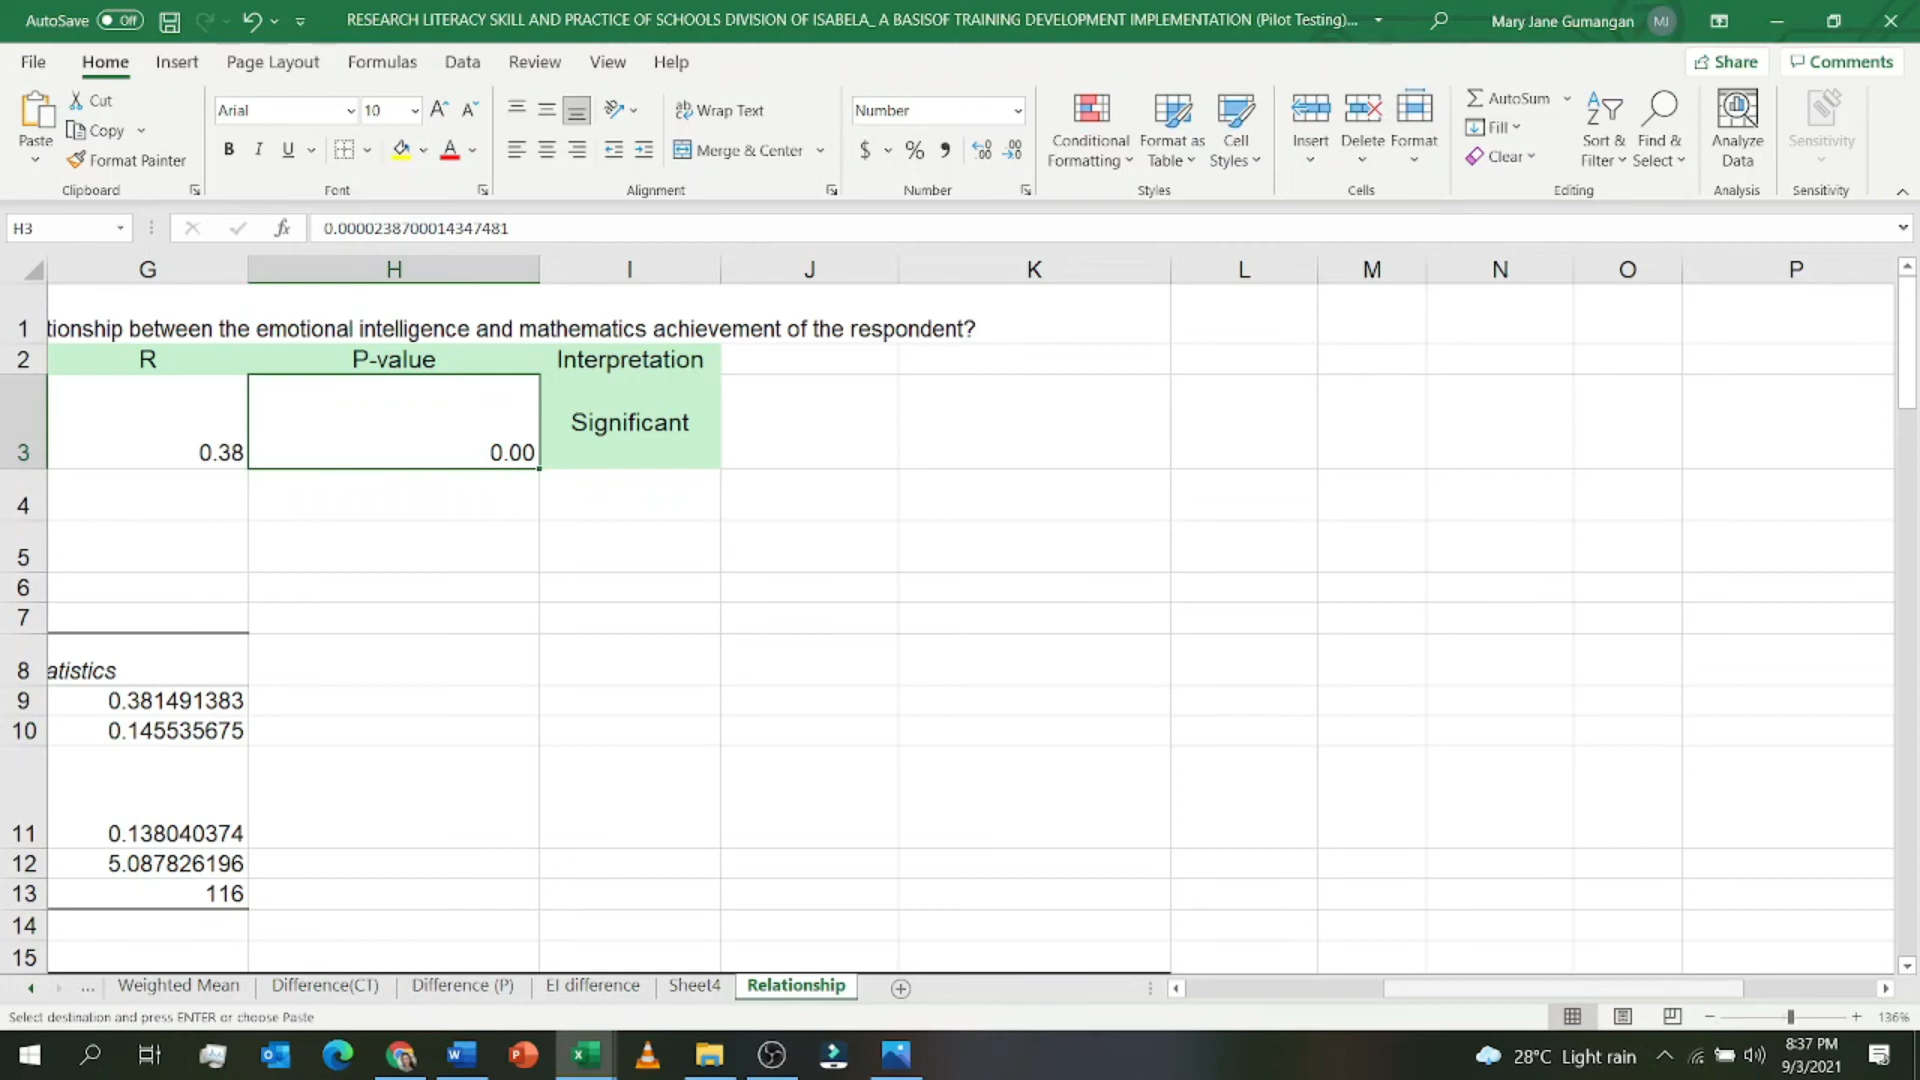 AutoSave Off RESEARCH LITERACY SKILL AND PRACTICE OF SCHOOLS DIVISION OF ISABELA_ A BASISOF TRAINING DEVELOPMENT IMPLEMENTATION (Pilot Testing)... Mary Jane Gumangan MJ
File Home Insert Page Layout Formulas Data Review View Help Share Comments
Paste Cut Copy Format Painter
Clipboard
Arial 10
B I U A
Font
Wrap Text
Merge & Center
Alignment
Number
$ % 9
Number
Conditional Formatting Format as Table Cell Styles
Styles
Insert Delete Format
Cells
AutoSum Fill Clear Sort & Filter Find & Select
Editing
Analyze Data
Analysis
Sensitivity
Sensitivity
H3 fx 0.0000238700014347481
G H I J K L M N O P
1 tionship between the emotional intelligence and mathematics achievement of the respondent?
2 R P-value Interpretation
3 0.38 0.00 Significant
4
5
6
7
8 atistics
9 0.381491383
10 0.145535675
11 0.138040374
12 5.087826196
13 116
14
15
... Weighted Mean Difference(CT) Difference (P) EI difference Sheet4 Relationship
Select destination and press ENTER or choose Paste 136%
28°C Light rain 8:37 PM
9/3/2021